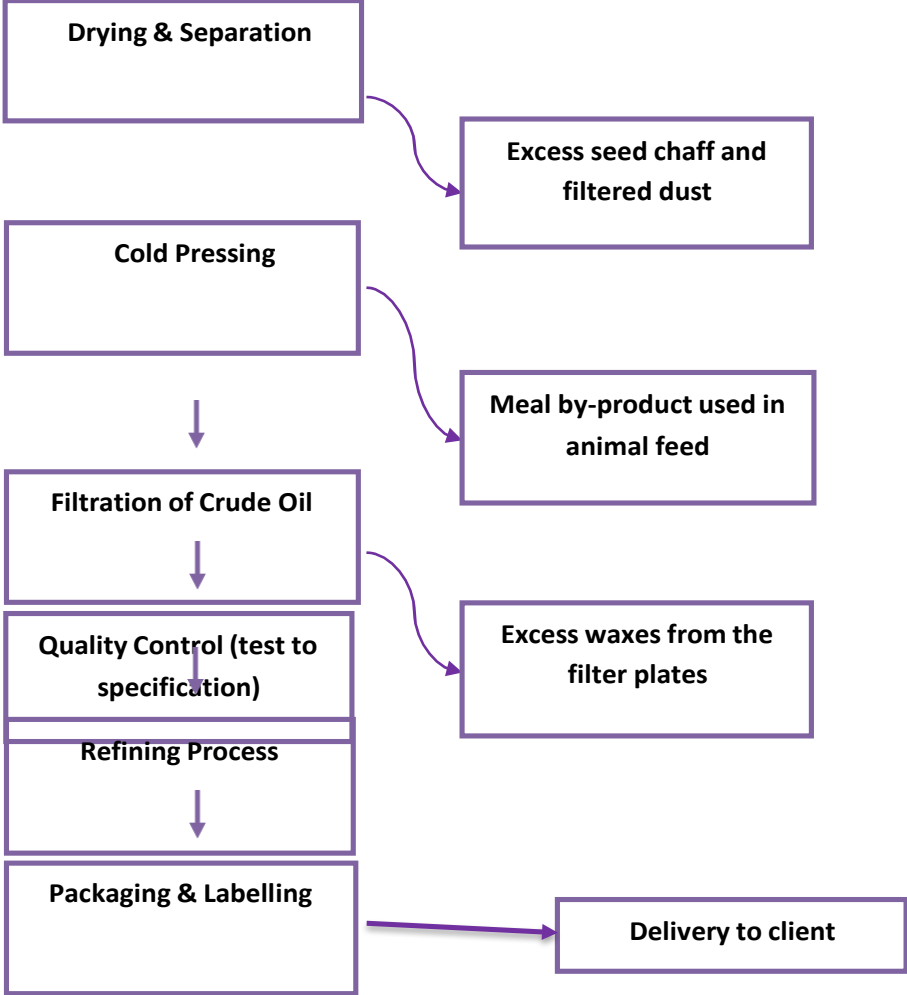 Drying & Separation
Excess seed chaff and
filtered dust
Cold Pressing
Meal by-product used in
animal feed
Filtration of Crude Oil
Quality Control (test to
specification)
Excess waxes from the
filter plates
Refining Process
Packaging & Labelling
Delivery to client